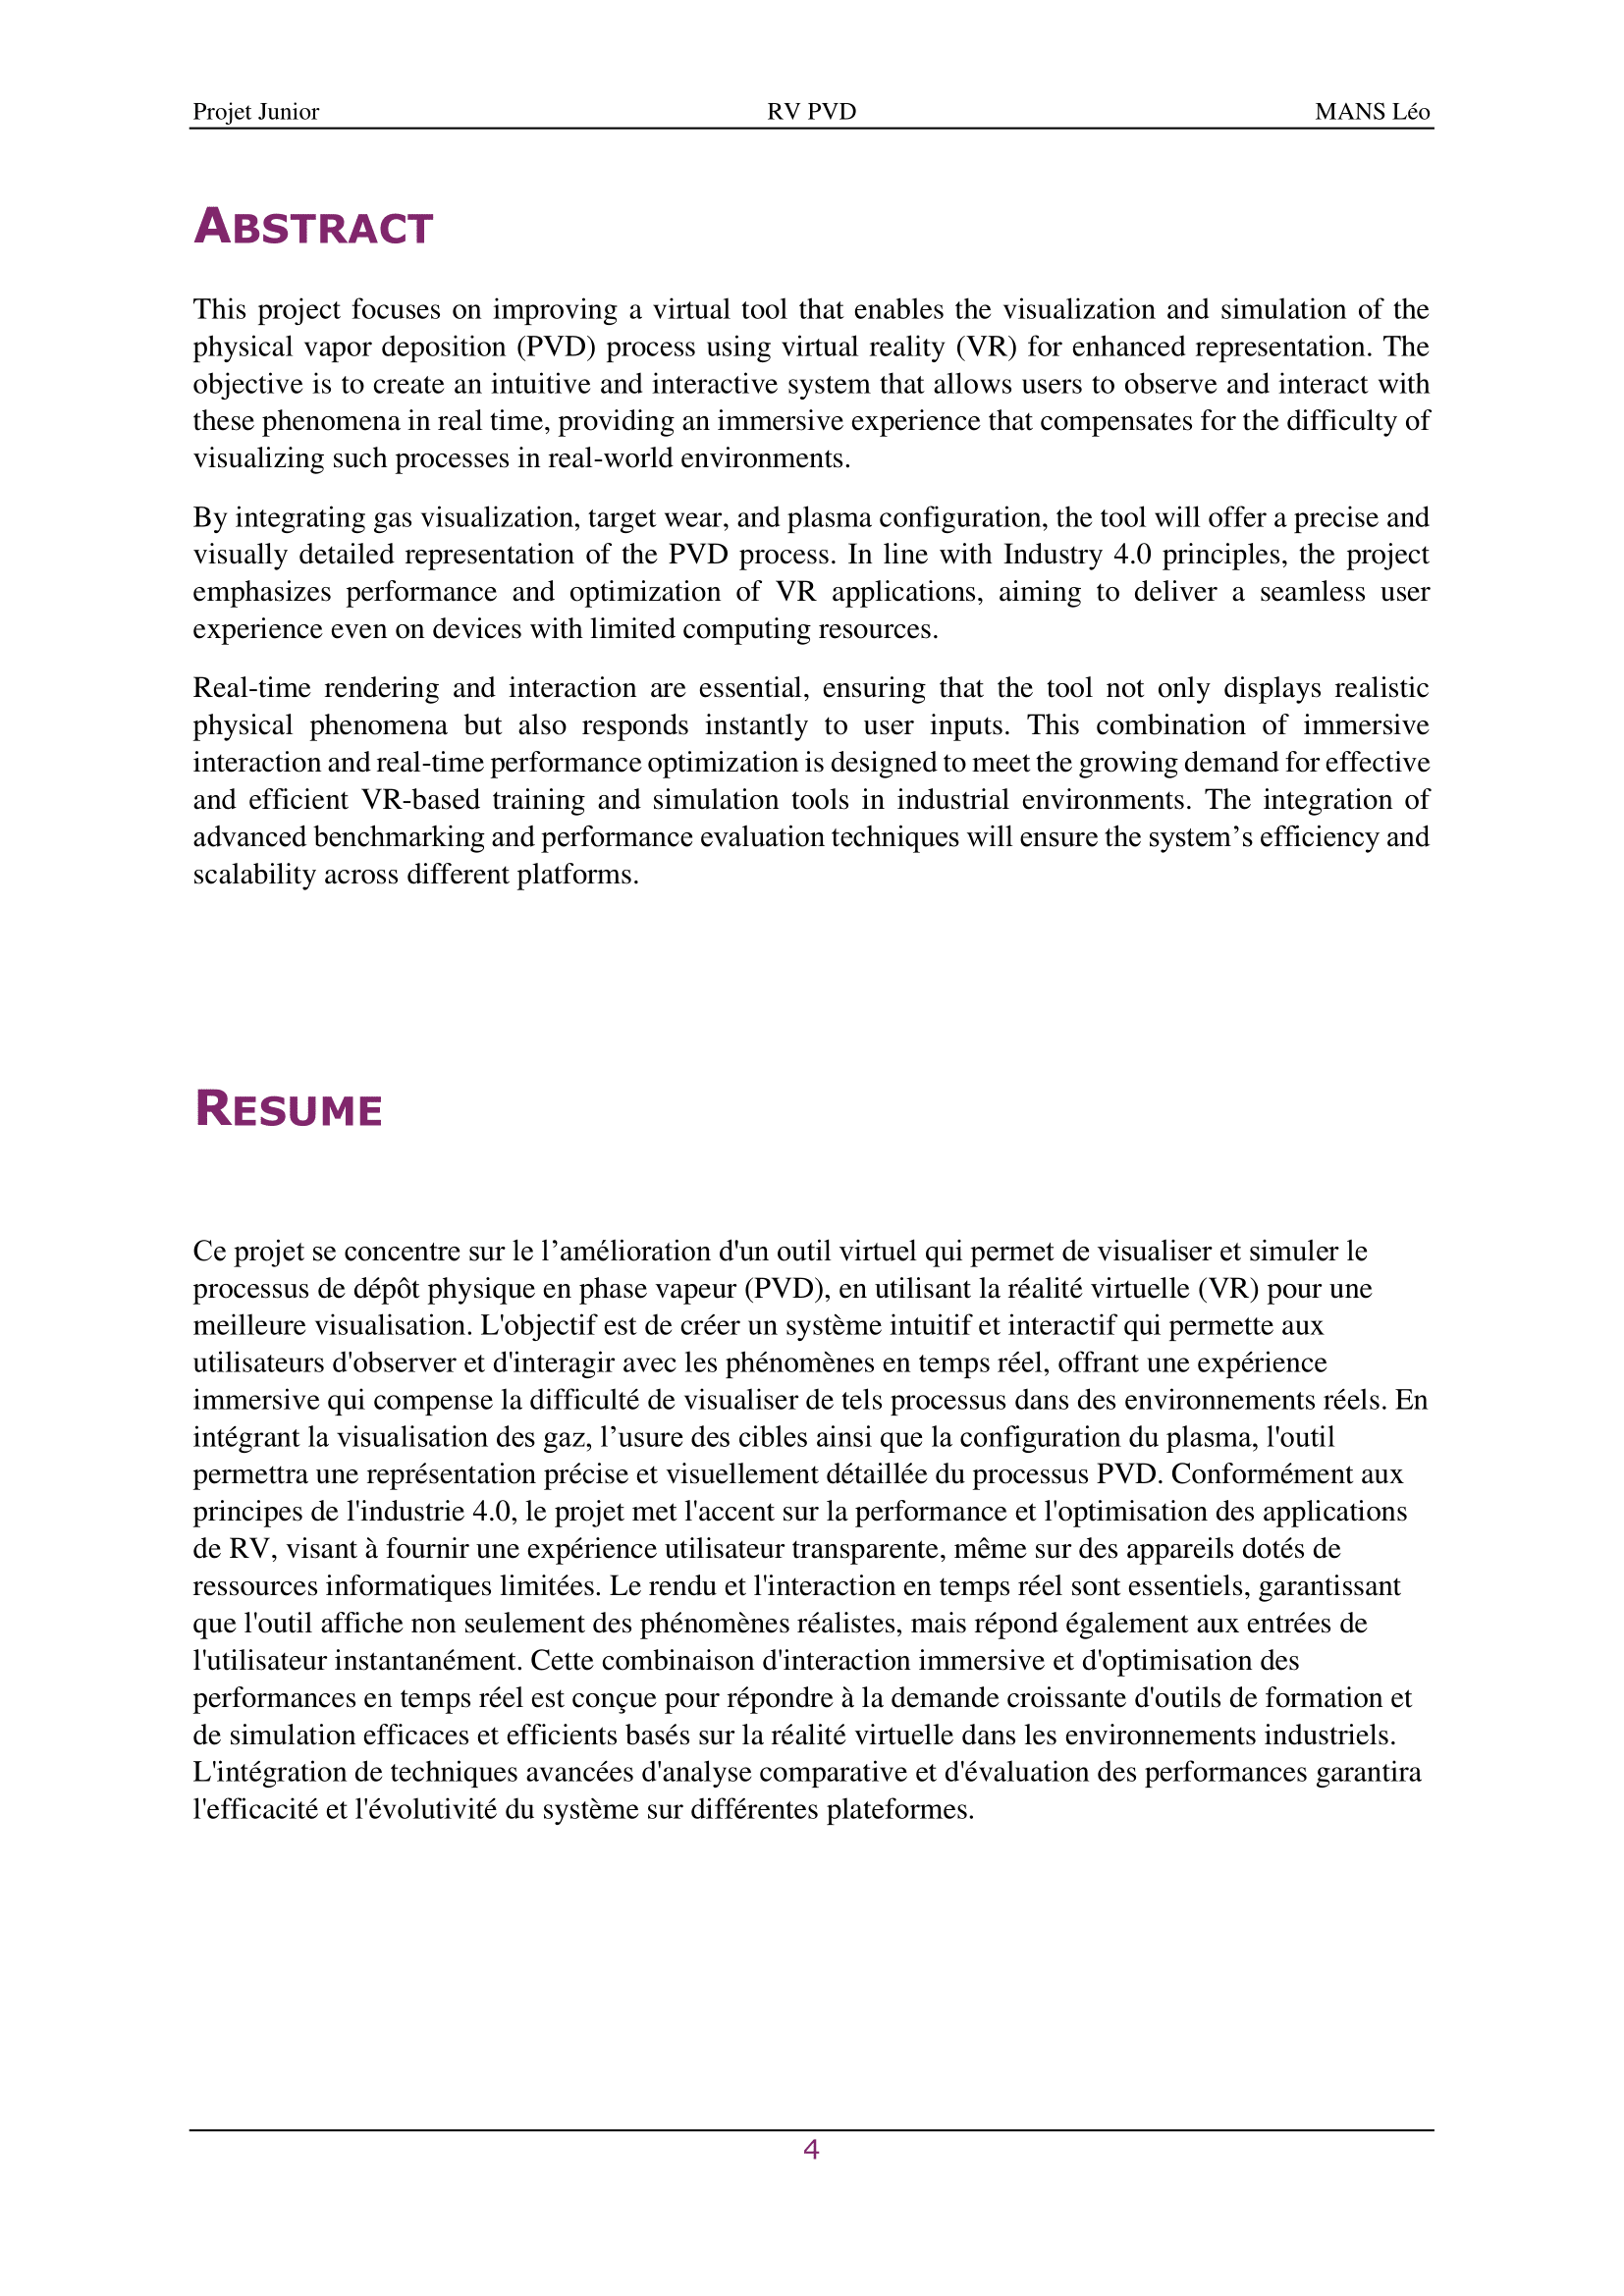 Projet Junior RV PVD MANS Léo
ABSTRACT
This project focuses on improving a virtual tool that enables the visualization and simulation of the
physical vapor deposition (PVD) process using virtual reality (VR) for enhanced representation. The
objective is to create an intuitive and interactive system that allows users to observe and interact with
these phenomena in real time, providing an immersive experience that compensates for the difficulty of
visualizing such processes in real-world environments.
By integrating gas visualization, target wear, and plasma configuration, the tool will offer a precise and
visually detailed representation of the PVD process. In line with Industry 4.0 principles, the project
emphasizes performance and optimization of VR applications, aiming to deliver a seamless user
experience even on devices with limited computing resources.
Real-time rendering and interaction are essential, ensuring that the tool not only displays realistic
physical phenomena but also responds instantly to user inputs. This combination of immersive
interaction and real-time performance optimization is designed to meet the growing demand for effective
and efficient VR-based training and simulation tools in industrial environments. The integration of
advanced benchmarking and performance evaluation techniques will ensure the system’s efficiency and
scalability across different platforms.
RESUME
Ce projet se concentre sur le l’amélioration d'un outil virtuel qui permet de visualiser et simuler le
processus de dépôt physique en phase vapeur (PVD), en utilisant la réalité virtuelle (VR) pour une
meilleure visualisation. L'objectif est de créer un système intuitif et interactif qui permette aux
utilisateurs d'observer et d'interagir avec les phénomènes en temps réel, offrant une expérience
immersive qui compense la difficulté de visualiser de tels processus dans des environnements réels. En
intégrant la visualisation des gaz, l’usure des cibles ainsi que la configuration du plasma, l'outil
permettra une représentation précise et visuellement détaillée du processus PVD. Conformément aux
principes de l'industrie 4.0, le projet met l'accent sur la performance et l'optimisation des applications
de RV, visant à fournir une expérience utilisateur transparente, même sur des appareils dotés de
ressources informatiques limitées. Le rendu et l'interaction en temps réel sont essentiels, garantissant
que l'outil affiche non seulement des phénomènes réalistes, mais répond également aux entrées de
l'utilisateur instantanément. Cette combinaison d'interaction immersive et d'optimisation des
performances en temps réel est conçue pour répondre à la demande croissante d'outils de formation et
de simulation efficaces et efficients basés sur la réalité virtuelle dans les environnements industriels.
L'intégration de techniques avancées d'analyse comparative et d'évaluation des performances garantira
l'efficacité et l'évolutivité du système sur différentes plateformes.
4